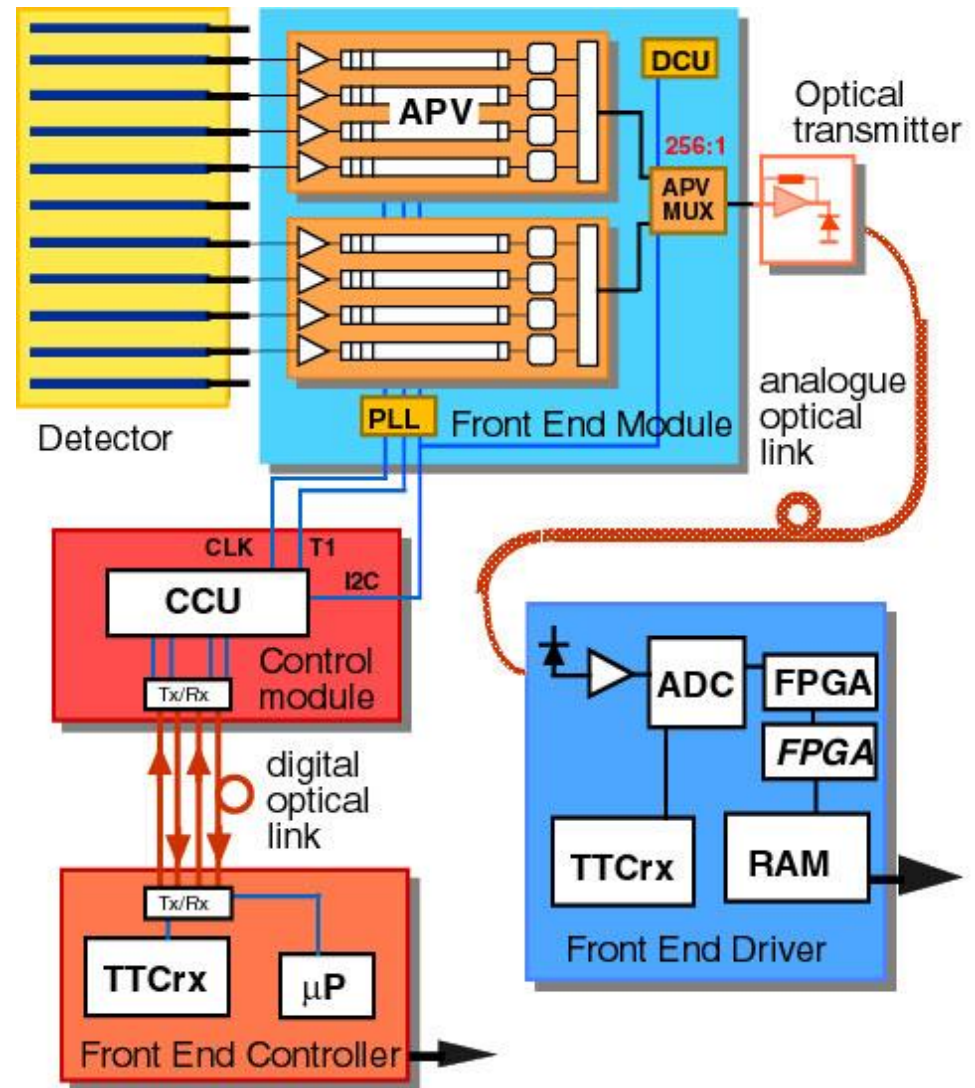 DCU
APV
Optical
transmitter
256:1
APV
MUX
analogue
optical
link
PLL
Front End Module
Detector
CLK
T1
I2C
CCU
Control
module
Tx/Rx
digital
optical
link
ADC
FPGA
FPGA
TTCrx
RAM
Front End Driver
Tx/Rx
TTCrx
µP
Front End Controller